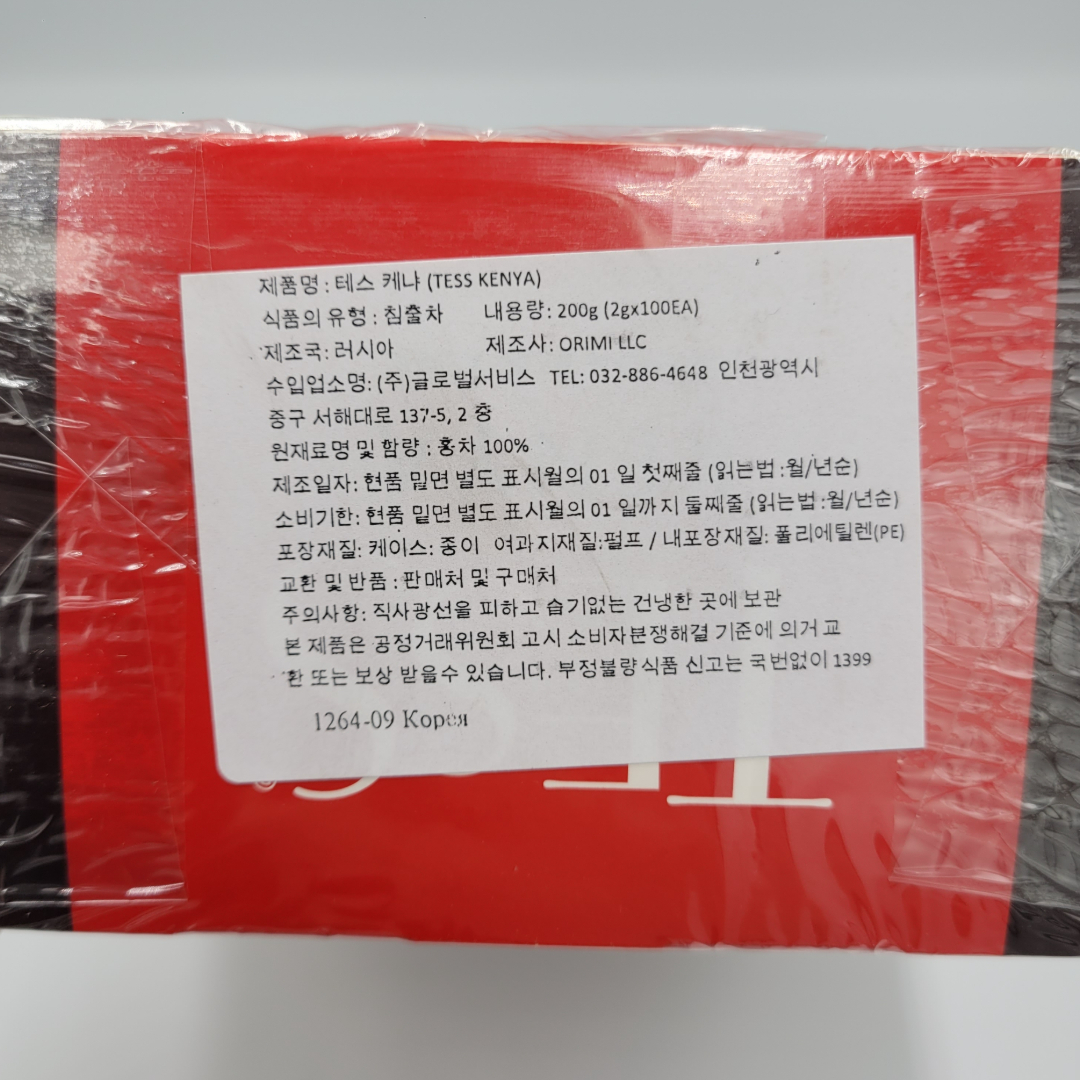 제품명 : 테스 케냐 (TESS KENYA)
식품의 유형 : 침출차 내용량: 200g (2gx100EA)
제조국: 러시아 제조사: ORIMI LLC
수입업소명: (주)글로벌서비스 TEL: 032-886-4648 인천광역시
중구 서해대로 137-5, 2 층
원재료명 및 함량 : 홍차 100%
제조일자: 현품 밑면 별도 표시월의 01 일 첫째줄 (읽는법 :월/년순)
소비기한: 현품 밑면 별도 표시월의 01 일까지 둘째줄 (읽는법 :월/년순)
포장재질: 케이스: 종이 여과지재질:펄프 / 내포장재질: 폴리에틸렌(PE)
교환 및 반품 : 판매처 및 구매처
주의사항: 직사광선을 피하고 습기없는 건냉한 곳에 보관
본 제품은 공정거래위원회 고시 소비자분쟁해결 기준에 의거 교
환 또는 보상 받을수 있습니다. 부정불량식품 신고는 국번없이 1399
1264-09 Корея